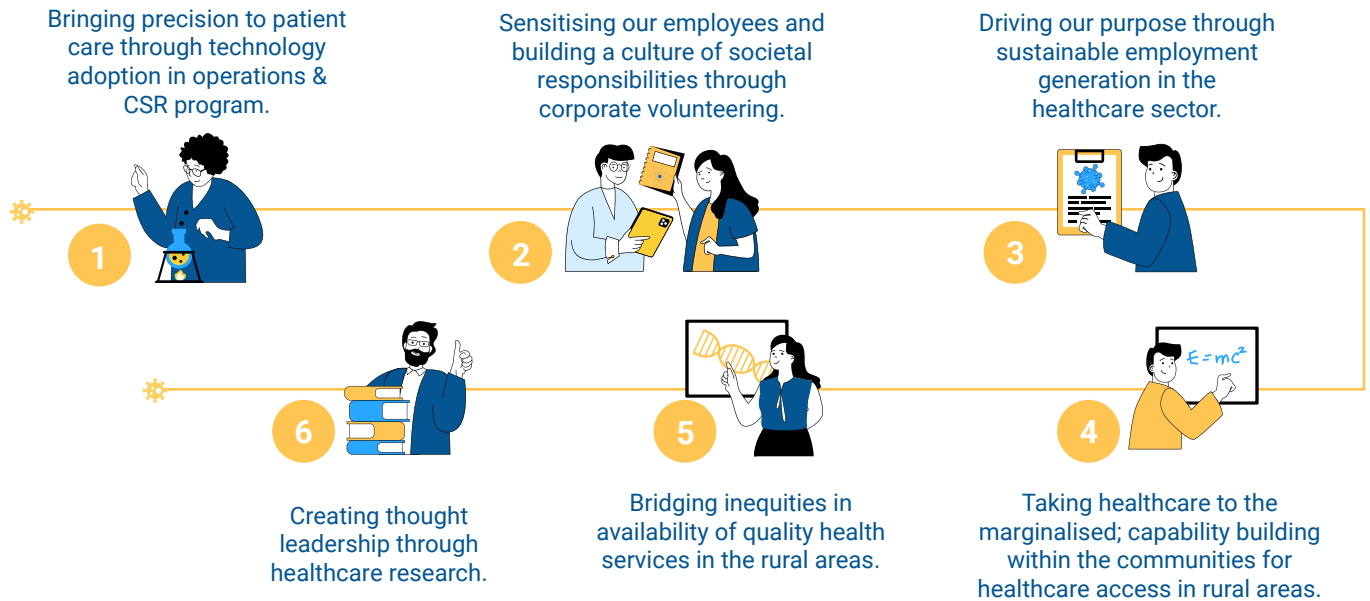 Bringing precision to patient
care through technology
adoption in operations &
CSR program.
Sensitising our employees and
building a culture of societal
responsibilities through
corporate volunteering.
Driving our purpose through
sustainable employment
generation in the
healthcare sector.
1
2
3
E=mc²
4
Taking healthcare to the
marginalised; capability building
within the communities for
healthcare access in rural areas.
5
Bridging inequities in
availability of quality health
services in the rural areas.
6
Creating thought
leadership through
healthcare research.